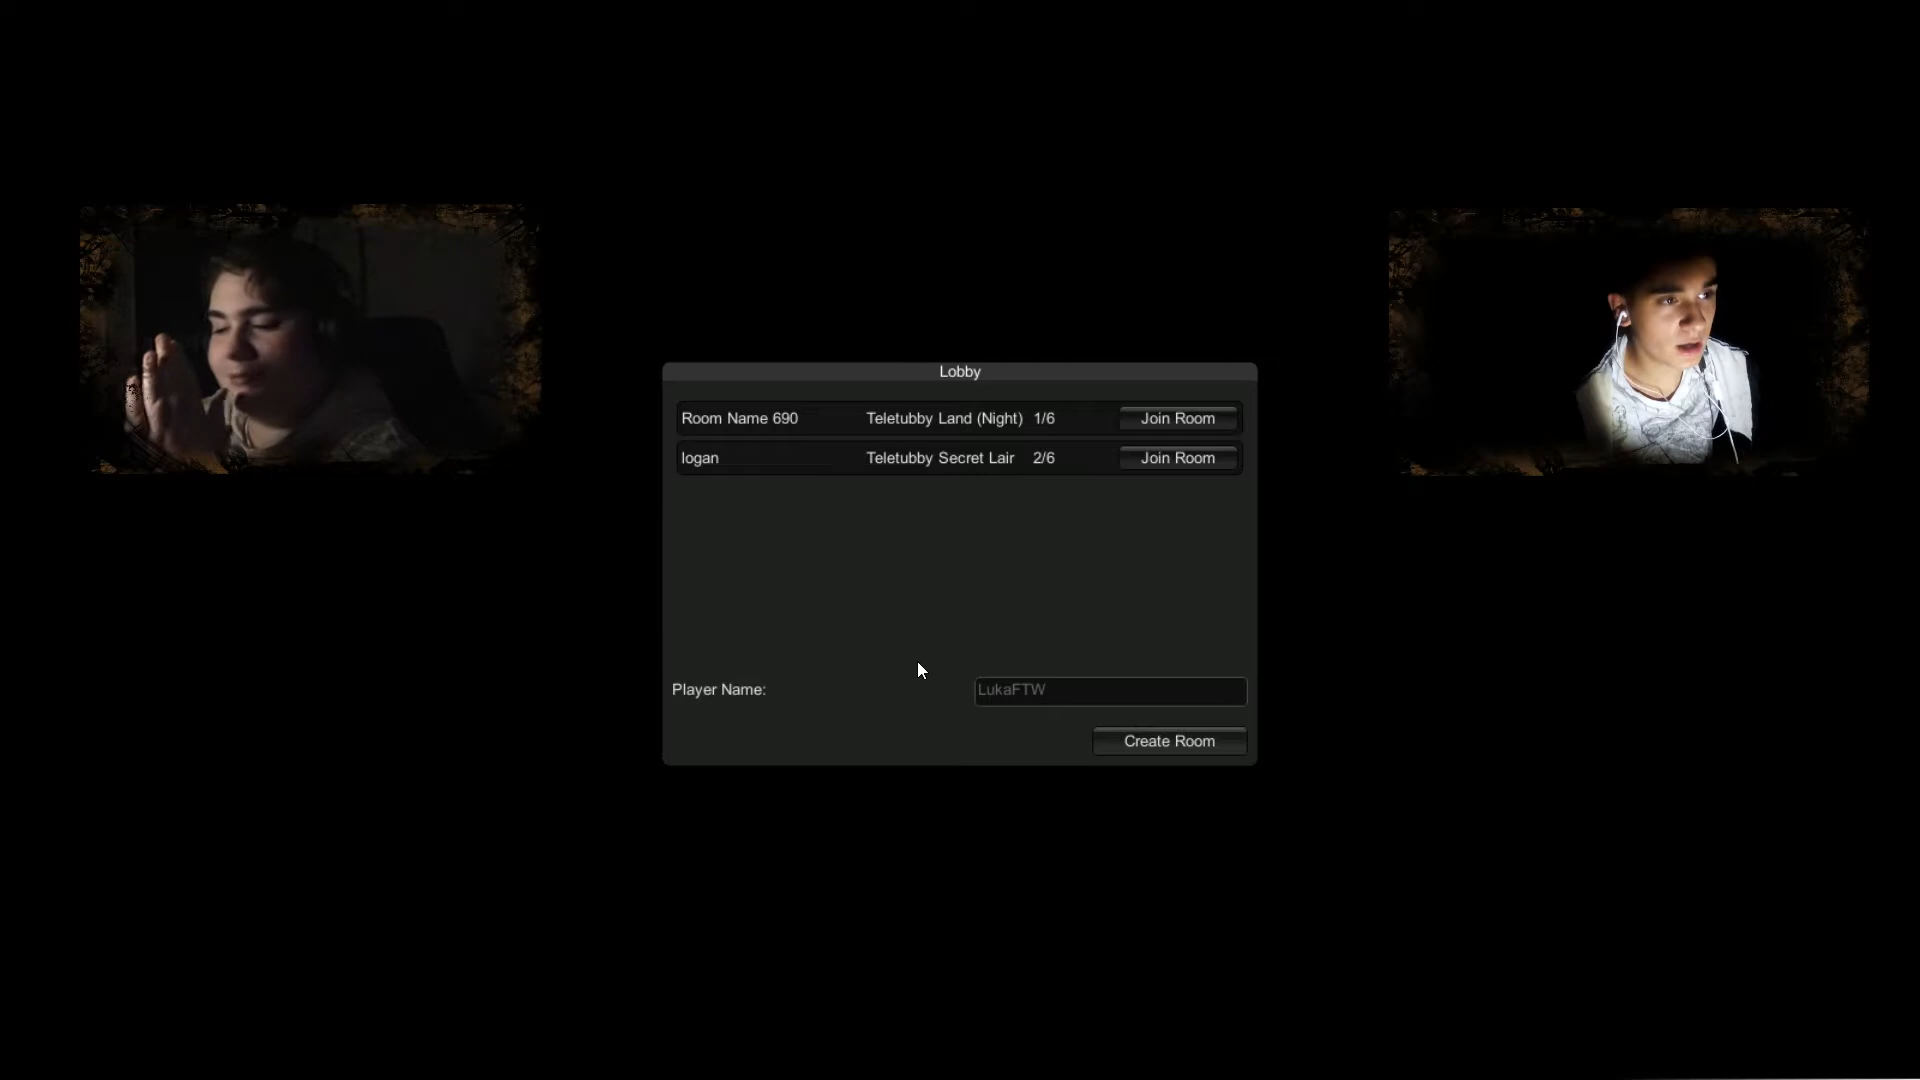 Lobby
Room Name 690 Teletubby Land (Night) 1/6 Join Room
logan Teletubby Secret Lair 2/6 Join Room
Player Name: LukaFTW
Create Room